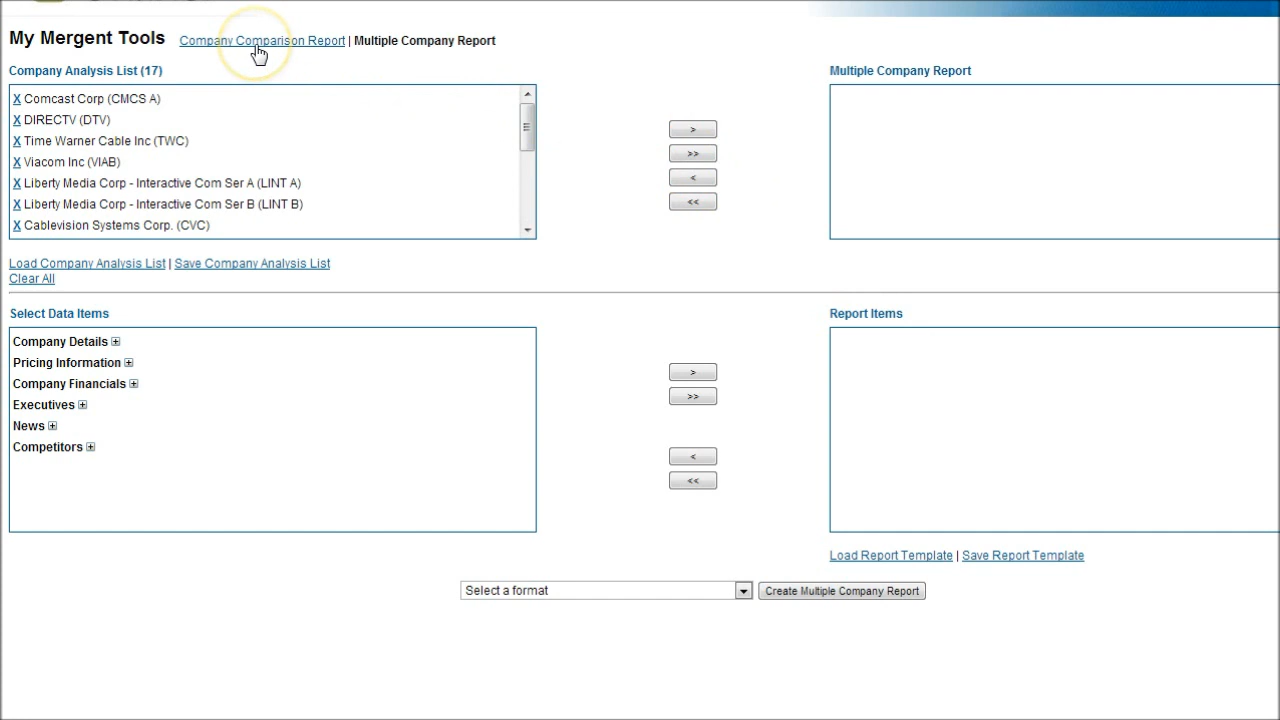 My Mergent Tools Company Comparison Report | Multiple Company Report
Company Analysis List (17)
X Comcast Corp (CMCS A)
X DIRECTV (DTV)
X Time Warner Cable Inc (TWC)
X Viacom Inc (VIAB)
X Liberty Media Corp - Interactive Com Ser A (LINT A)
X Liberty Media Corp - Interactive Com Ser B (LINT B)
X Cablevision Systems Corp. (CVC)
>
>>
<
<<
Multiple Company Report
Load Company Analysis List | Save Company Analysis List
Clear All
Select Data Items
Company Details
Pricing Information
Company Financials
Executives
News
Competitors
>
>>
<
<<
Report Items
Load Report Template | Save Report Template
Select a format
Create Multiple Company Report